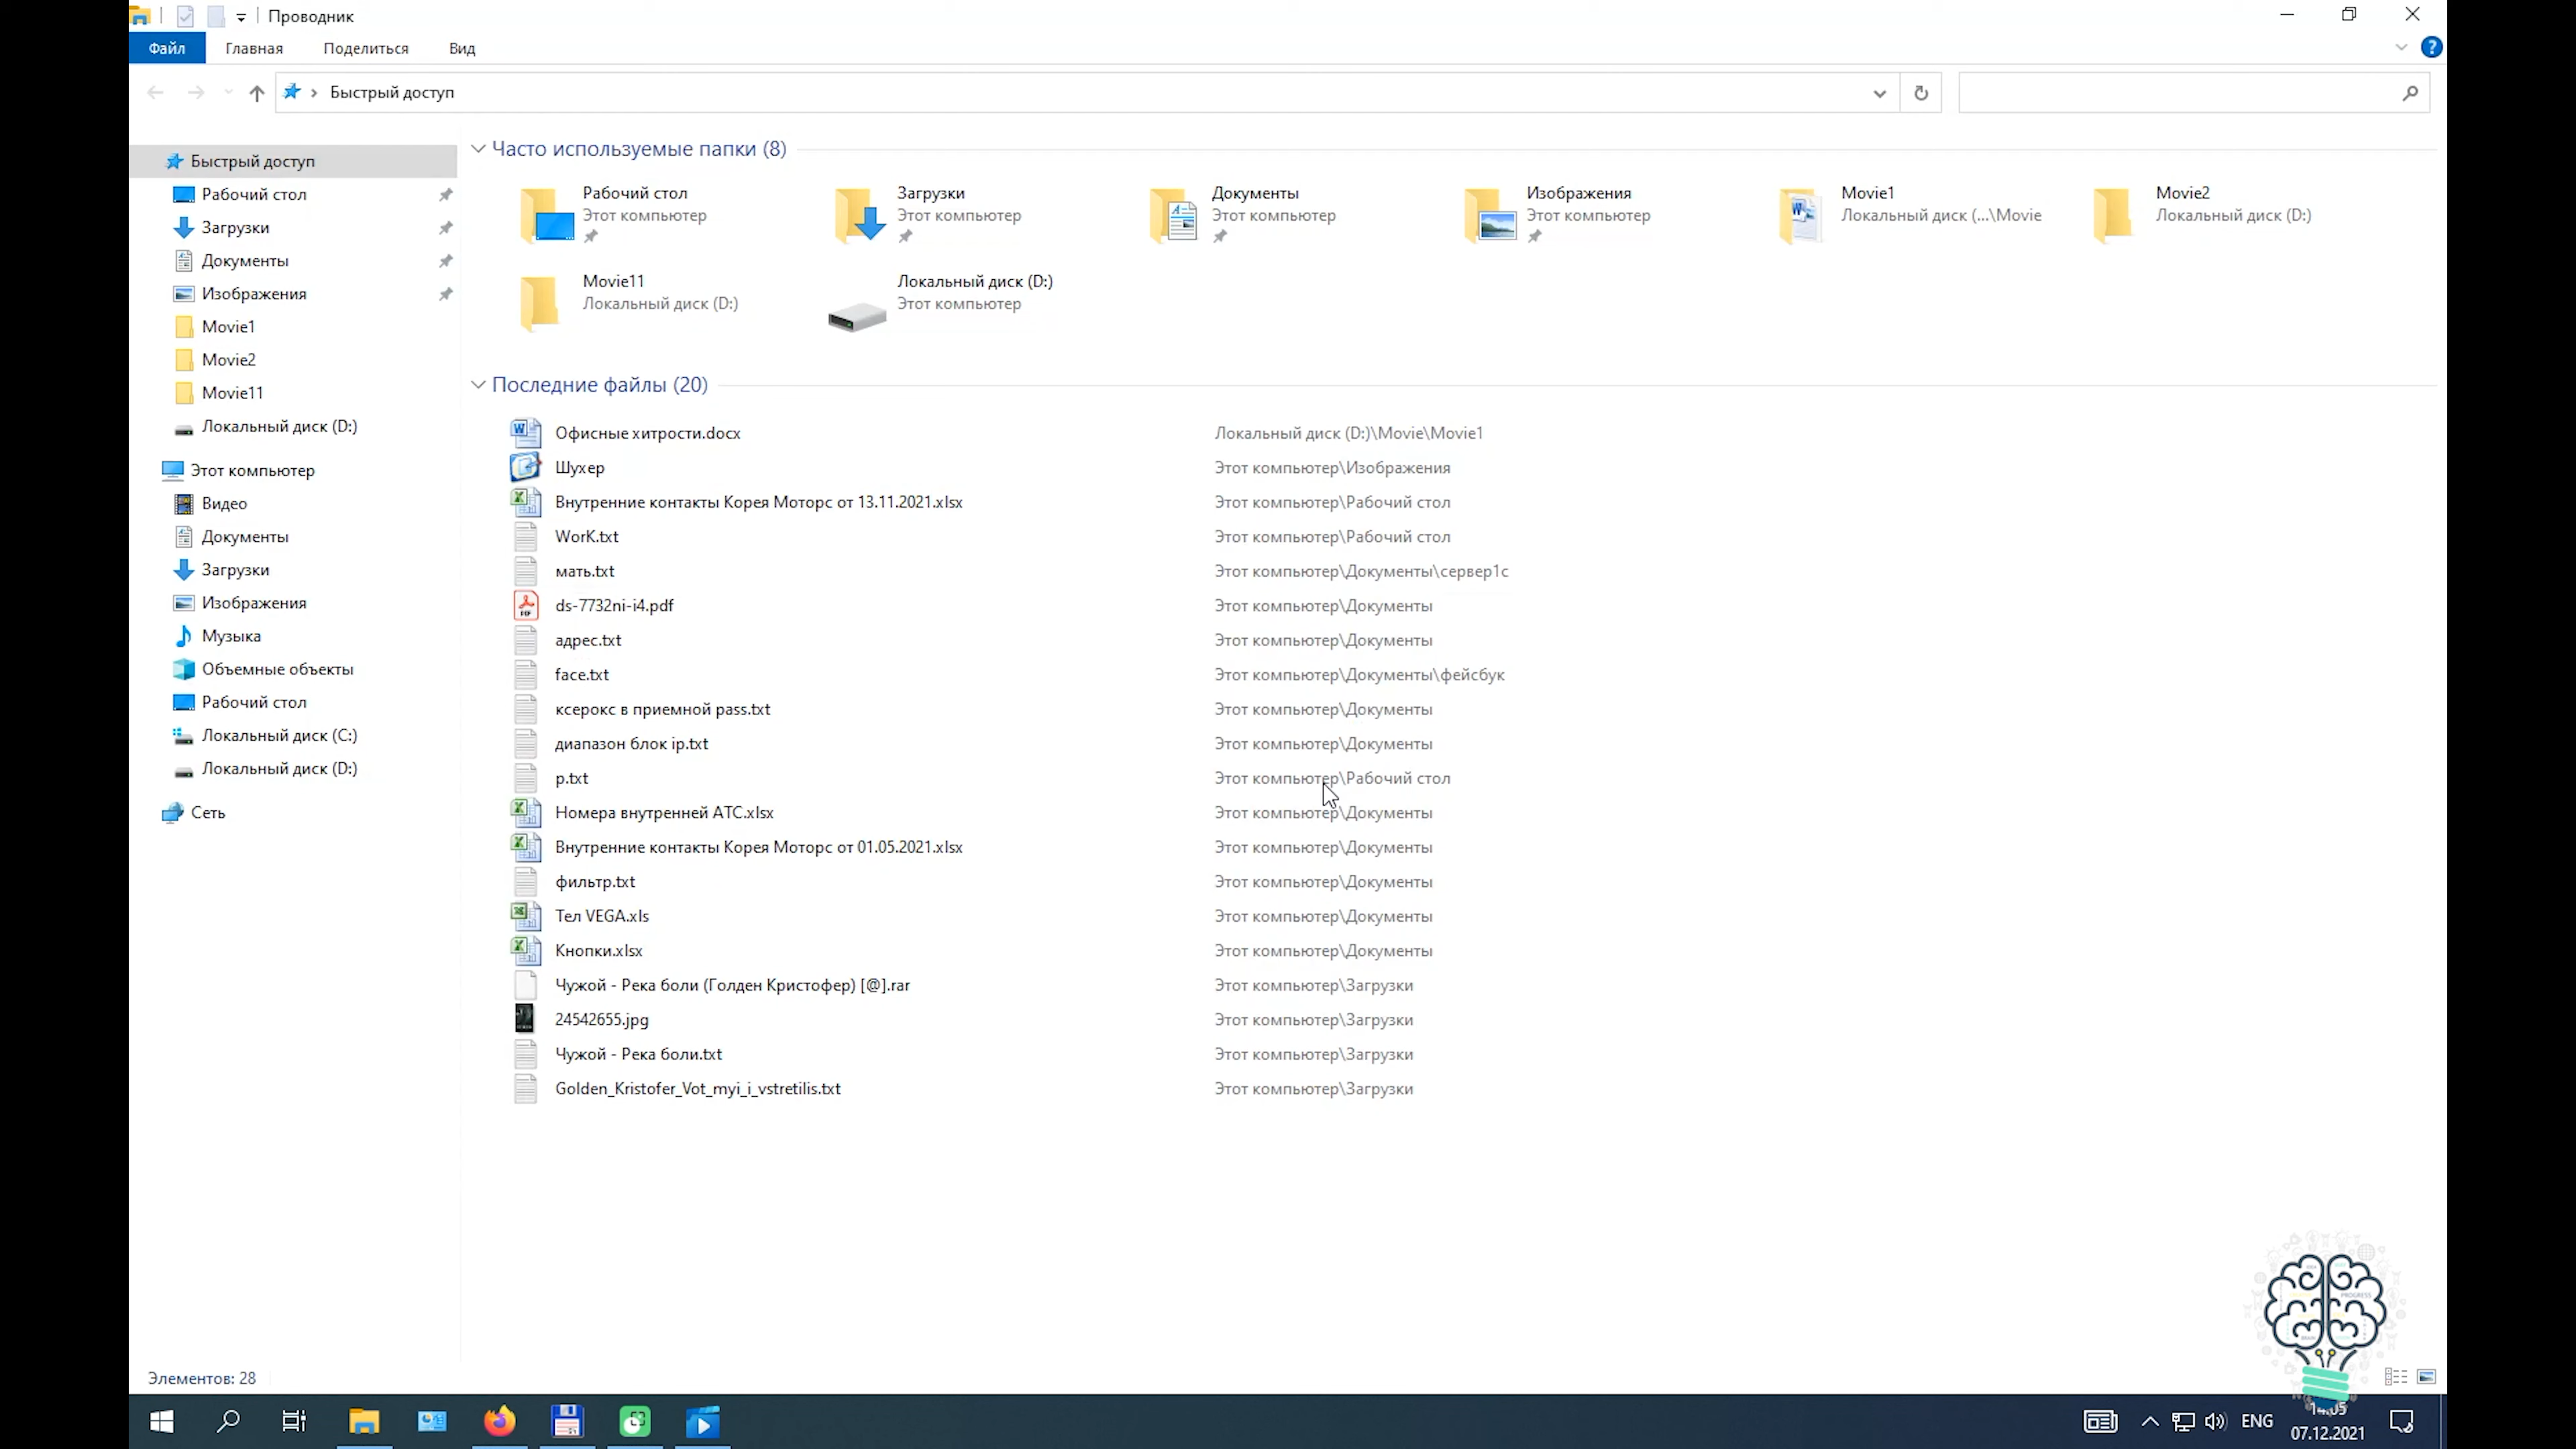 Проводник
Файл Главная Поделиться Вид
Быстрый доступ
Быстрый доступ
Рабочий стол
Загрузки
Документы
Изображения
Movie1
Movie2
Movie11
Локальный диск (D:)
Этот компьютер
Видео
Документы
Загрузки
Изображения
Музыка
Объемные объекты
Рабочий стол
Локальный диск (C:)
Локальный диск (D:)
Сеть
Часто используемые папки (8)
Рабочий стол
Этот компьютер
Загрузки
Этот компьютер
Документы
Этот компьютер
Изображения
Этот компьютер
Movie1
Локальный диск (...\Movie
Movie2
Локальный диск (D:)
Movie11
Локальный диск (D:)
Локальный диск (D:)
Этот компьютер
Последние файлы (20)
Офисные хитрости.docx Локальный диск (D:)\Movie\Movie1
Шухер Этот компьютер\Изображения
Внутренние контакты Корея Моторс от 13.11.2021.xlsx Этот компьютер\Рабочий стол
WorK.txt Этот компьютер\Рабочий стол
мать.txt Этот компьютер\Документы\сервер1с
ds-7732ni-i4.pdf Этот компьютер\Документы
адрес.txt Этот компьютер\Документы
face.txt Этот компьютер\Документы\фейсбук
ксерокс в приемной pass.txt Этот компьютер\Документы
диапазон блок ip.txt Этот компьютер\Документы
p.txt Этот компьютер\Рабочий стол
Номера внутренней АТС.xlsx Этот компьютер\Документы
Внутренние контакты Корея Моторс от 01.05.2021.xlsx Этот компьютер\Документы
фильтр.txt Этот компьютер\Документы
Тел VEGA.xls Этот компьютер\Документы
Кнопки.xlsx Этот компьютер\Документы
Чужой - Река боли (Голден Кристофер) [@].rar Этот компьютер\Загрузки
24542655.jpg Этот компьютер\Загрузки
Чужой - Река боли.txt Этот компьютер\Загрузки
Golden_Kristofer_Vot_myi_i_vstretilis.txt Этот компьютер\Загрузки
PROGRESS
Элементов: 28
ENG
14:05
07.12.2021